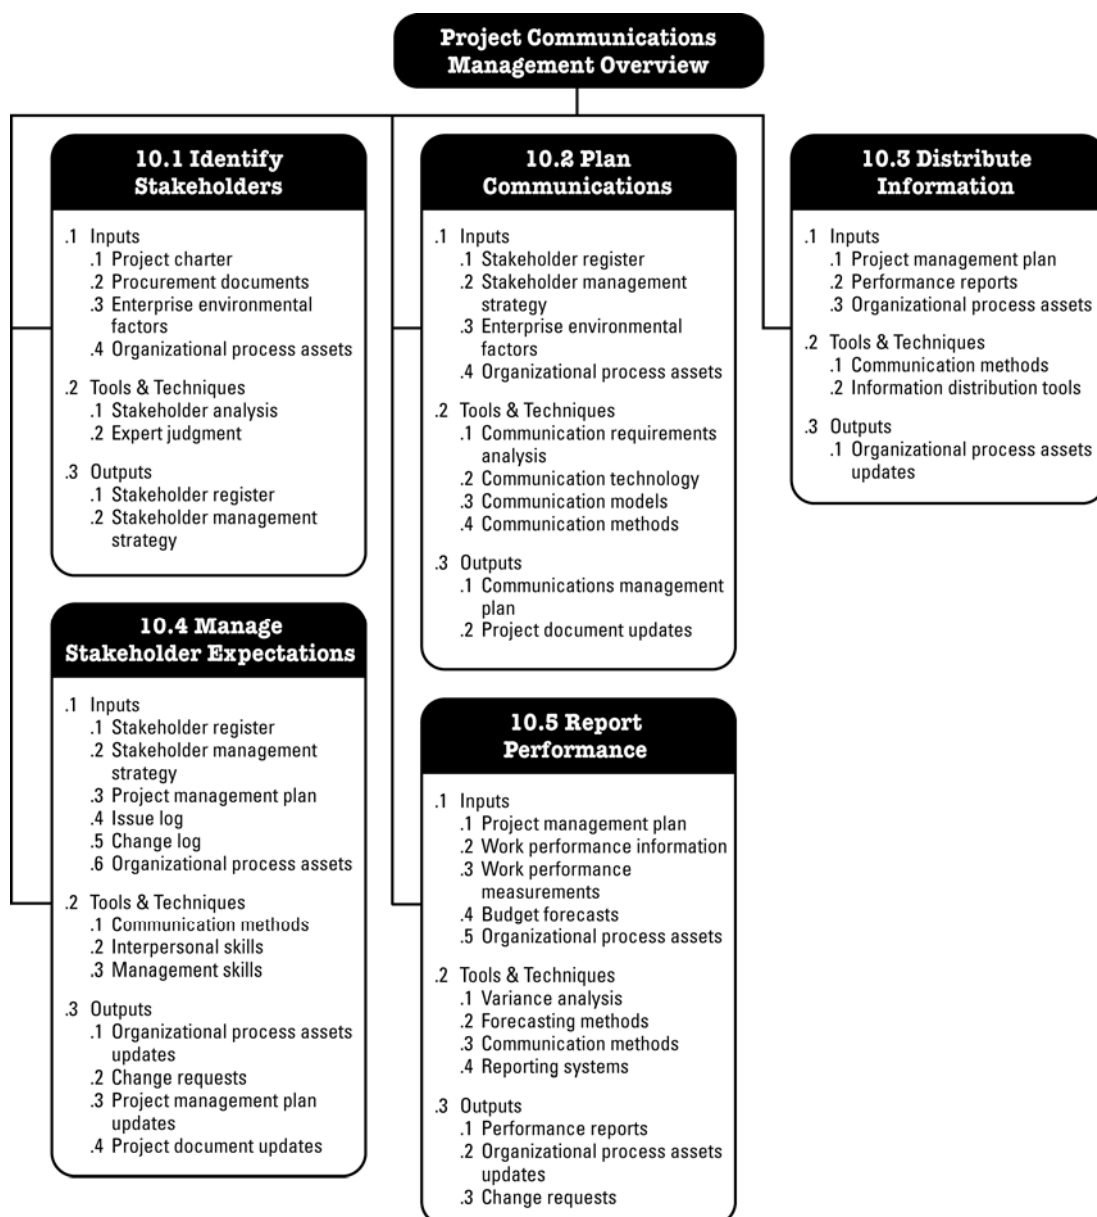 Project Communications
Management Overview
10.1 Identify
Stakeholders
.1 Inputs
.1 Project charter
.2 Procurement documents
.3 Enterprise environmental
factors
.4 Organizational process assets
.2 Tools & Techniques
.1 Stakeholder analysis
.2 Expert judgment
.3 Outputs
.1 Stakeholder register
.2 Stakeholder management
strategy
10.2 Plan
Communications
.1 Inputs
.1 Stakeholder register
.2 Stakeholder management
strategy
.3 Enterprise environmental
factors
.4 Organizational process assets
.2 Tools & Techniques
.1 Communication requirements
analysis
.2 Communication technology
.3 Communication models
.4 Communication methods
.3 Outputs
.1 Communications management
plan
.2 Project document updates
10.3 Distribute
Information
.1 Inputs
.1 Project management plan
.2 Performance reports
.3 Organizational process assets
.2 Tools & Techniques
.1 Communication methods
.2 Information distribution tools
.3 Outputs
.1 Organizational process assets
updates
10.4 Manage
Stakeholder Expectations
.1 Inputs
.1 Stakeholder register
.2 Stakeholder management
strategy
.3 Project management plan
.4 Issue log
.5 Change log
.6 Organizational process assets
.2 Tools & Techniques
.1 Communication methods
.2 Interpersonal skills
.3 Management skills
.3 Outputs
.1 Organizational process assets
updates
.2 Change requests
.3 Project management plan
updates
.4 Project document updates
10.5 Report
Performance
.1 Inputs
.1 Project management plan
.2 Work performance information
.3 Work performance
measurements
.4 Budget forecasts
.5 Organizational process assets
.2 Tools & Techniques
.1 Variance analysis
.2 Forecasting methods
.3 Communication methods
.4 Reporting systems
.3 Outputs
.1 Performance reports
.2 Organizational process assets
updates
.3 Change requests